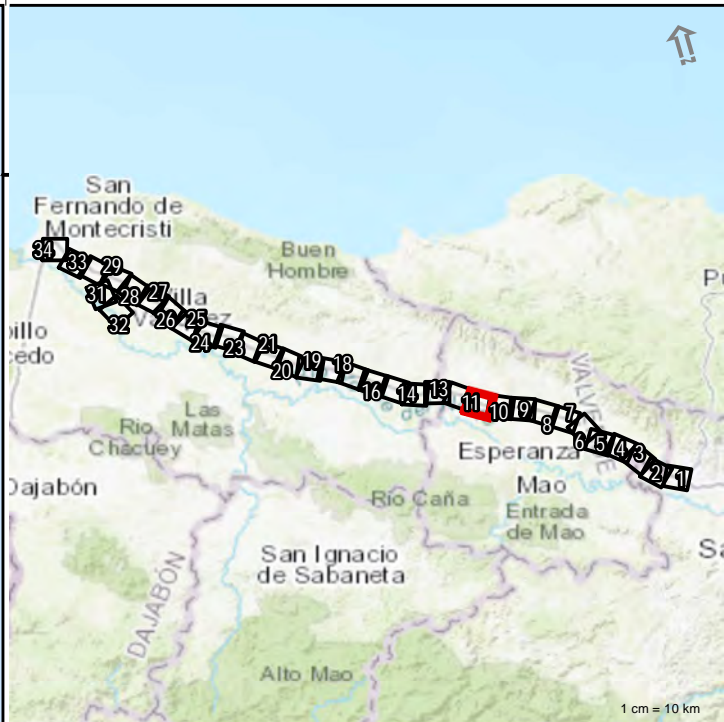 San
Fernando de
Montecristi
Buen
Hombre
34
33
29
31
28
27
32
26
25
24
23
21
20
19
18
16
14
13
11
10
9
8
7
6
5
4
3
2
1
Las
Matas
Rio
Chacuey
Dajabón
Esperanza
Mao
Entrada
de Mao
Río Caña
San Ignacio
de Sabaneta
DAJABÓN
Alto Mao
1 cm = 10 km